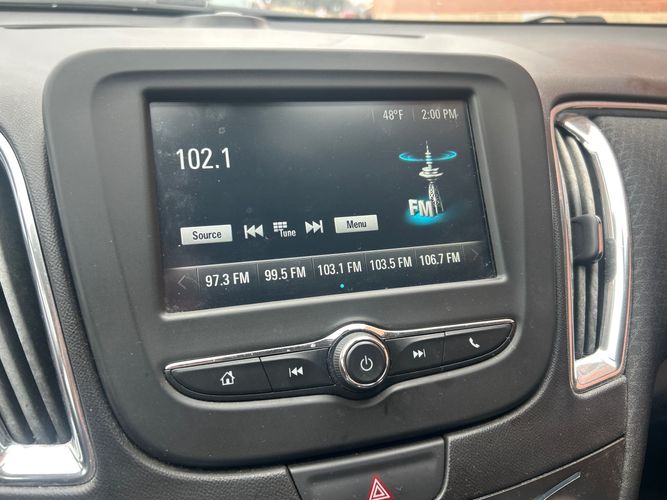 48°F 2:00 PM
102.1
FM
Source Tune Menu
97.3 FM 99.5 FM 103.1 FM 103.5 FM 106.7 FM